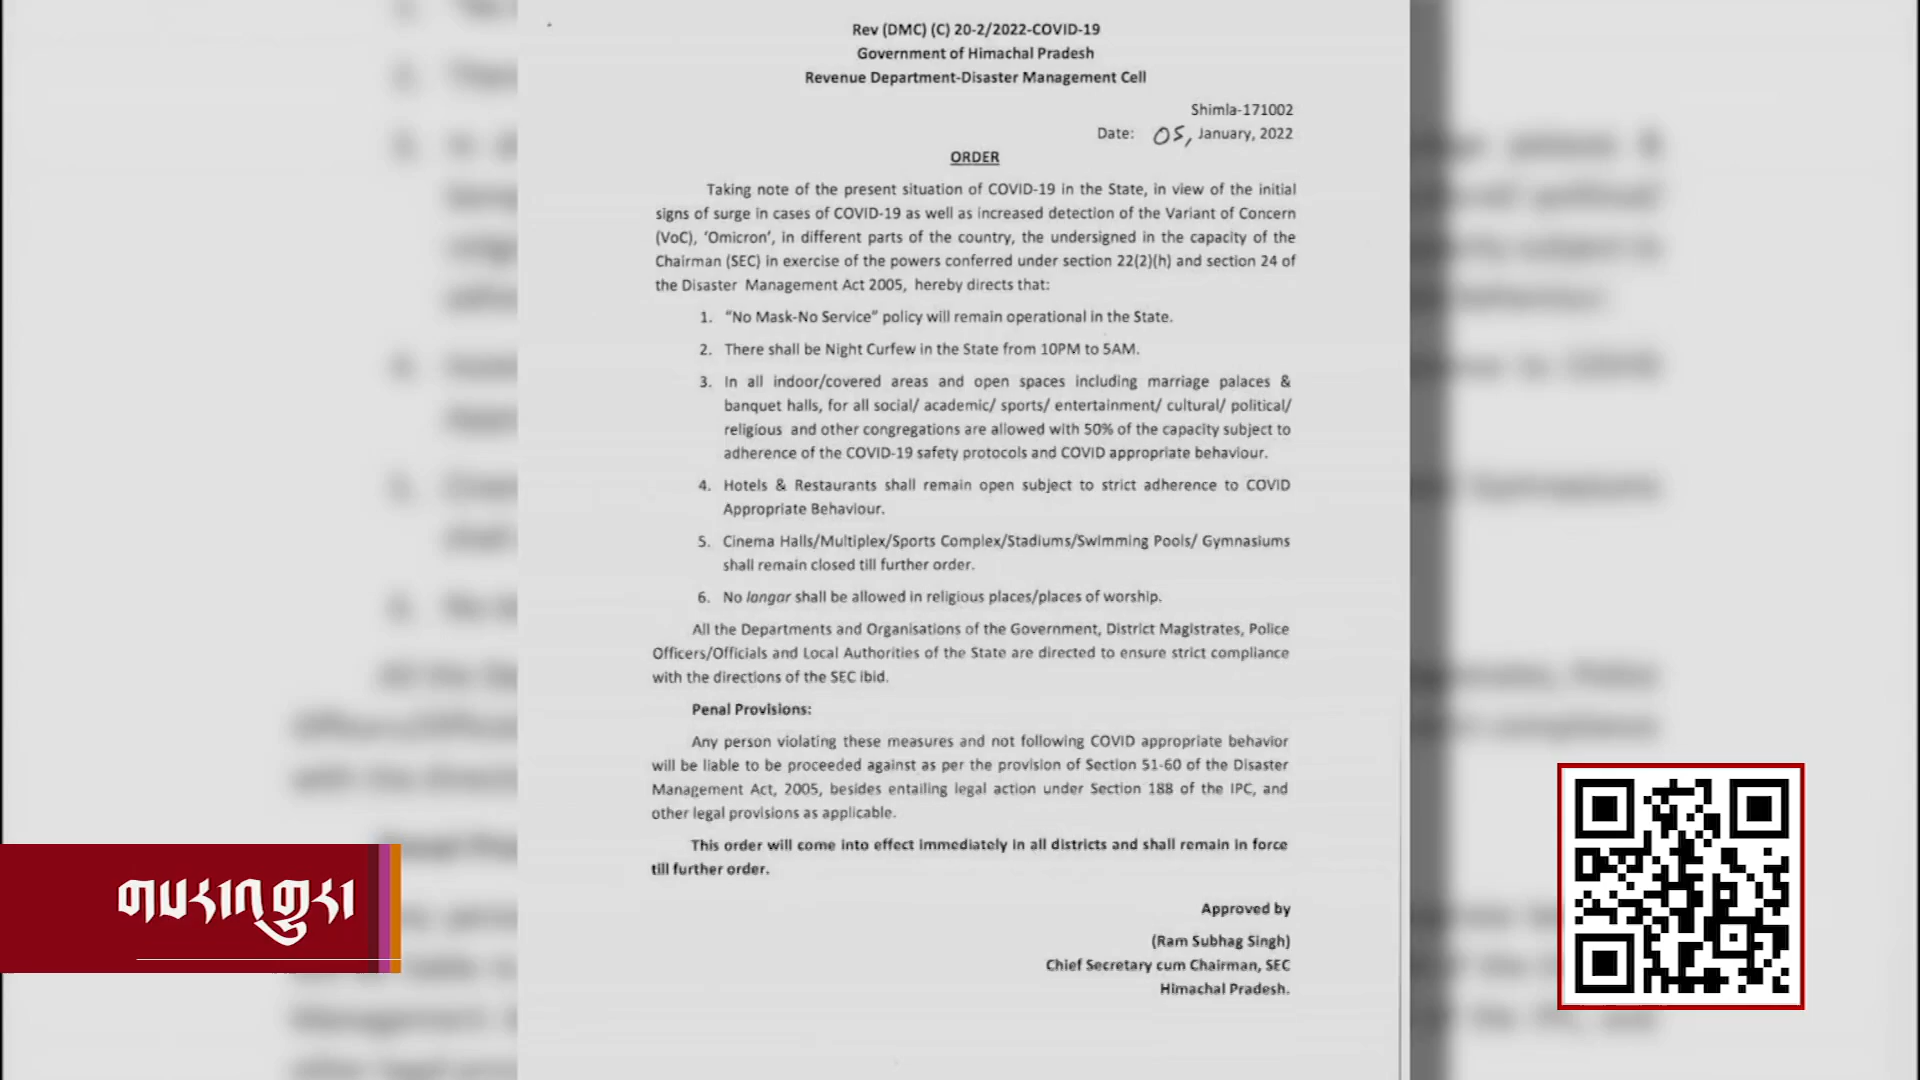 Rev (DMC) (C) 20-2/2022-COVID-19
Government of Himachal Pradesh
Revenue Department-Disaster Management Cell
Shimla-171002
Date: 05, January, 2022
ORDER
Taking note of the present situation of COVID-19 in the State, in view of the initial
signs of surge in cases of COVID-19 as well as increased detection of the Variant of Concern
(VoC), ‘Omicron’, in different parts of the country, the undersigned in the capacity of the
Chairman (SEC) in exercise of the powers conferred under section 22(2)(h) and section 24 of
the Disaster Management Act 2005, hereby directs that:
1. “No Mask-No Service” policy will remain operational in the State.
2. There shall be Night Curfew in the State from 10PM to 5AM.
3. In all indoor/covered areas and open spaces including marriage palaces &
banquet halls, for all social/ academic/ sports/ entertainment/ cultural/ political/
religious and other congregations are allowed with 50% of the capacity subject to
adherence of the COVID-19 safety protocols and COVID appropriate behaviour.
4. Hotels & Restaurants shall remain open subject to strict adherence to COVID
Appropriate Behaviour.
5. Cinema Halls/Multiplex/Sports Complex/Stadiums/Swimming Pools/ Gymnasiums
shall remain closed till further order.
6. No langar shall be allowed in religious places/places of worship.
All the Departments and Organisations of the Government, District Magistrates, Police
Officers/Officials and Local Authorities of the State are directed to ensure strict compliance
with the directions of the SEC ibid.
Penal Provisions:
Any person violating these measures and not following COVID appropriate behavior
will be liable to be proceeded against as per the provision of Section 51-60 of the Disaster
Management Act, 2005, besides entailing legal action under Section 188 of the IPC, and
other legal provisions as applicable.
This order will come into effect immediately in all districts and shall remain in force
till further order.
Approved by
(Ram Subhag Singh)
Chief Secretary cum Chairman, SEC
Himachal Pradesh.